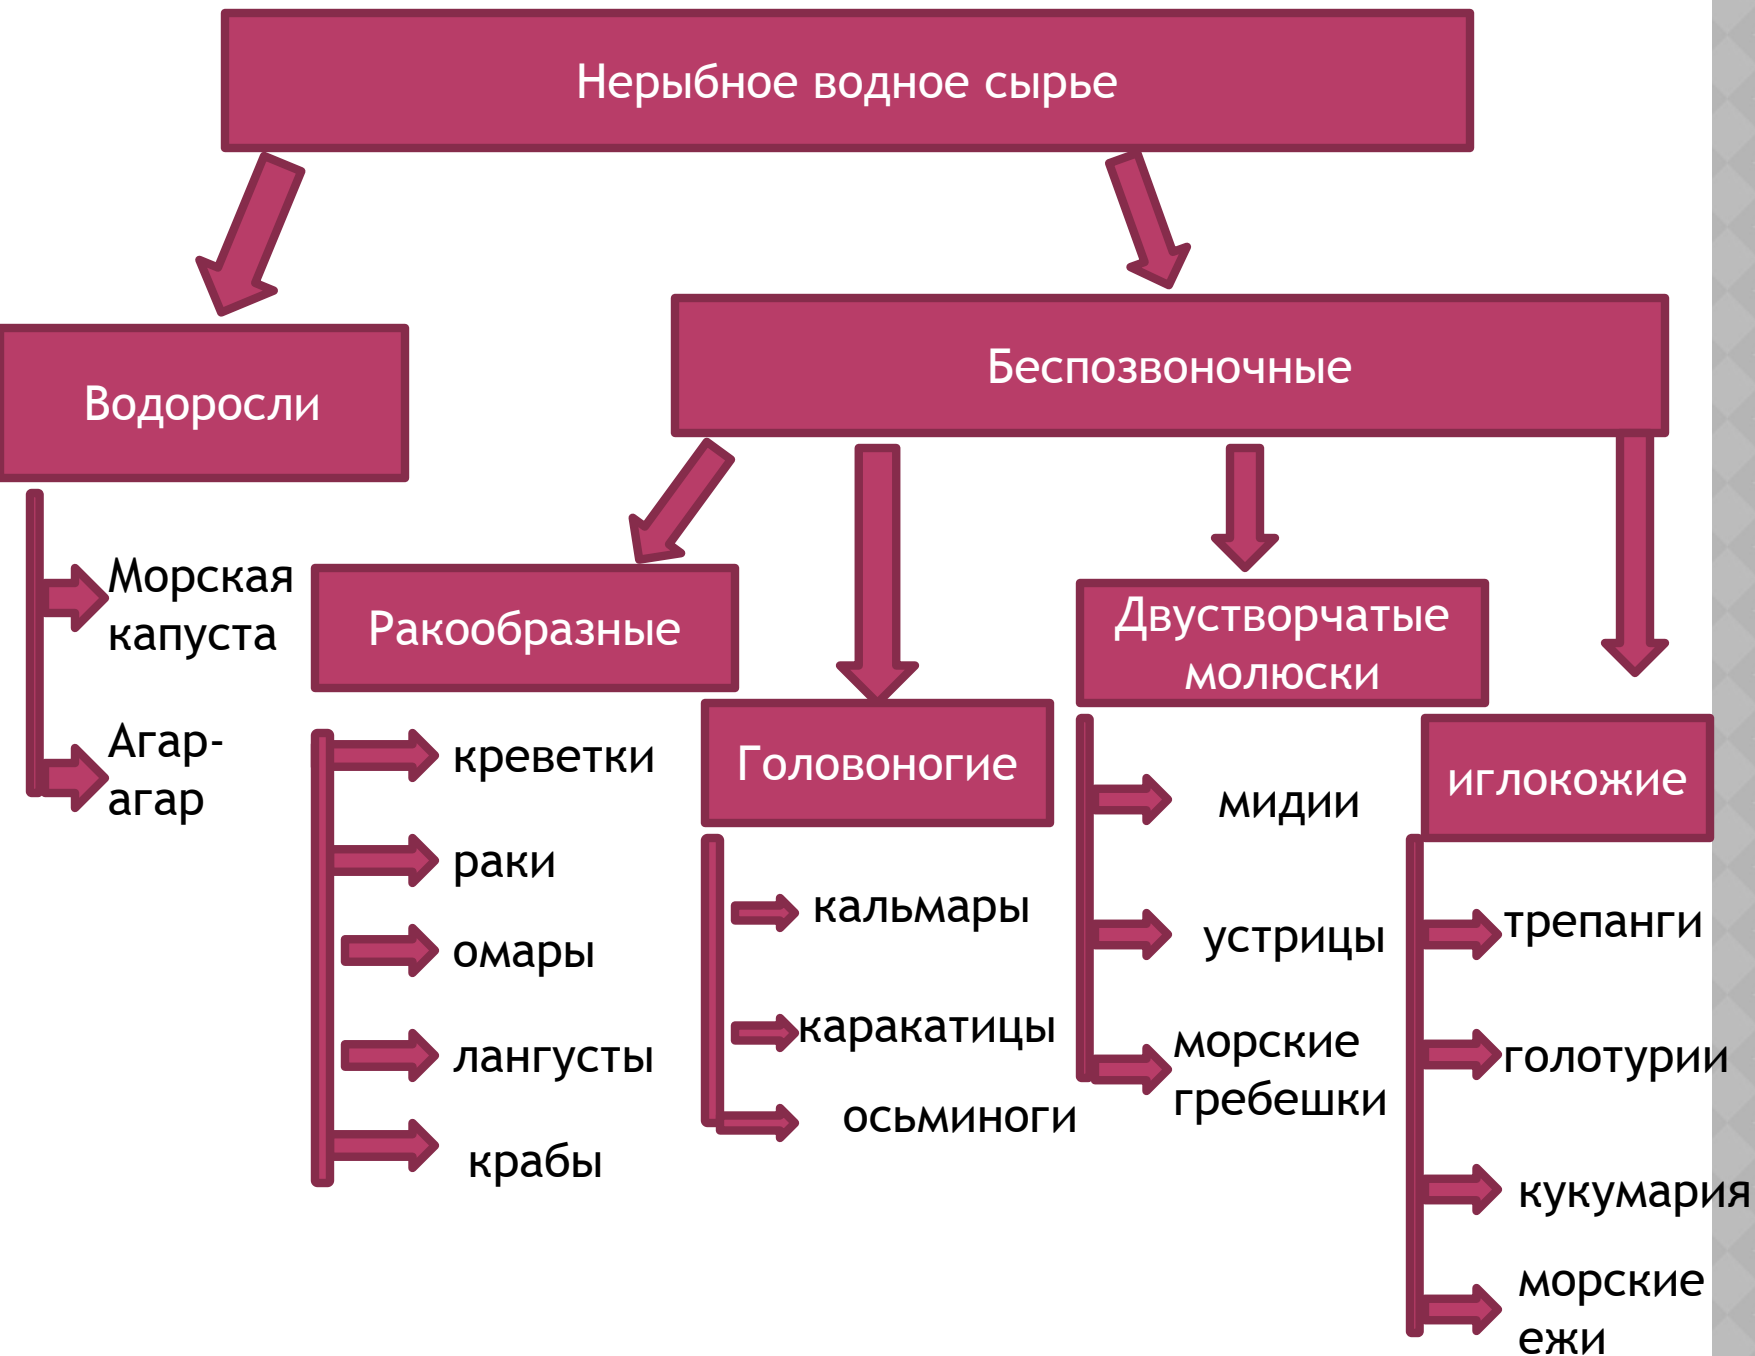 Нерыбное водное сырье
Водоросли
Морская
капуста
Агар-
агар
Беспозвоночные
Ракообразные
креветки
раки
омары
лангусты
крабы
Головоногие
кальмары
каракатицы
осьминоги
Двустворчатые
молюски
мидии
устрицы
морские
гребешки
иглокожие
трепанги
голотурии
кукумария
морские
ежи